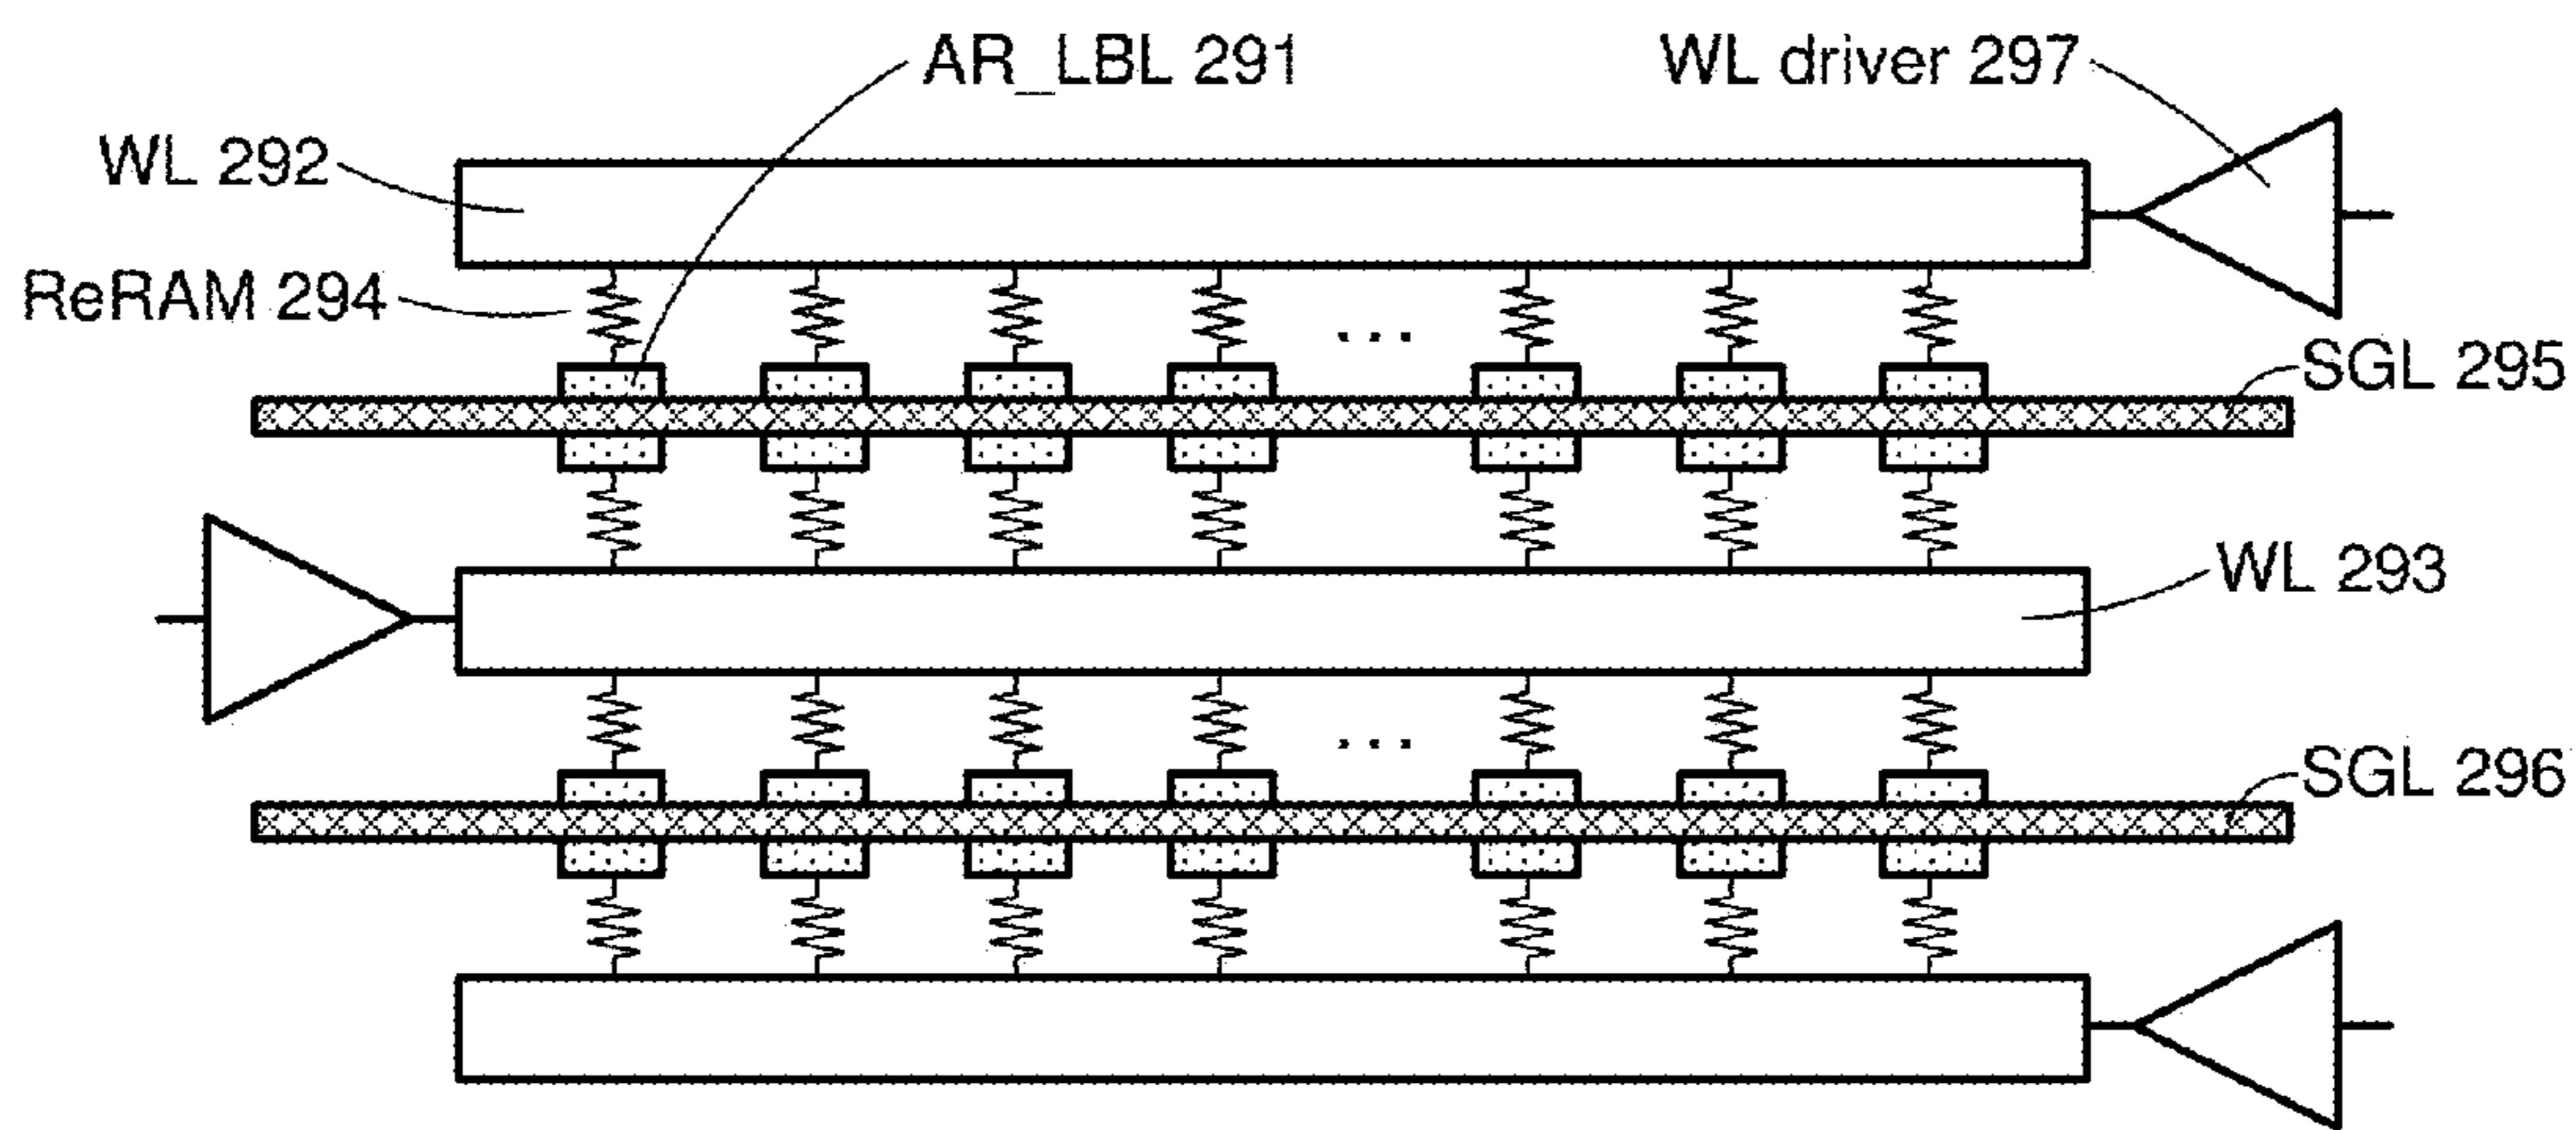 AR_LBL 291
WL driver 297
WL 292
ReRAM 294
...
SGL 295
WL 293
...
SGL 296